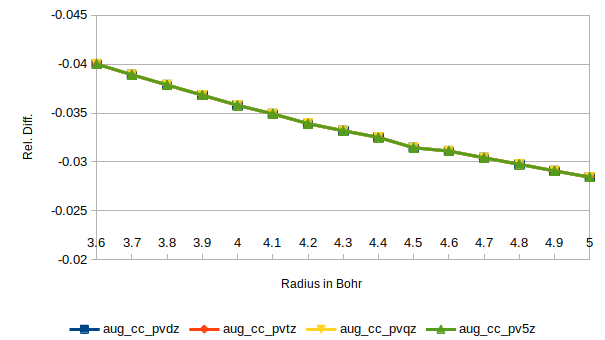 -0.045
-0.04
-0.035
-0.03
-0.025
-0.02
Rel. Diff.
3.6 3.7 3.8 3.9 4 4.1 4.2 4.3 4.4 4.5 4.6 4.7 4.8 4.9 5
Radius in Bohr
aug_cc_pvdz aug_cc_pvtz aug_cc_pvqz aug_cc_pv5z